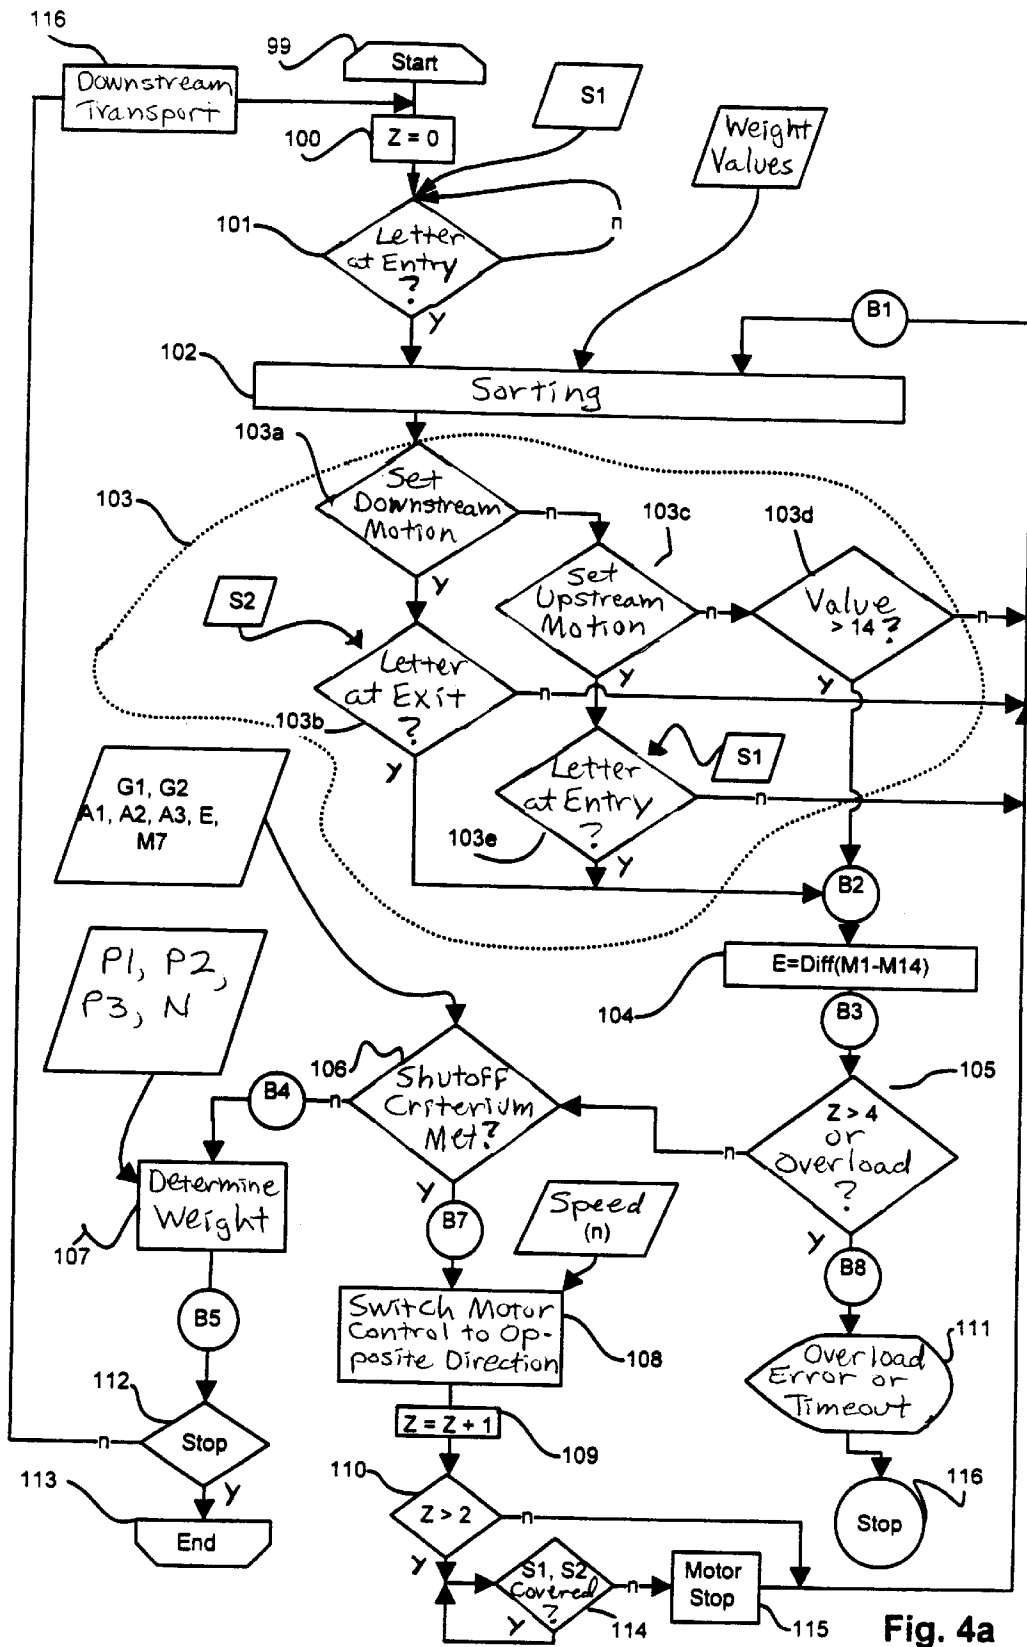 116
Downstream
Transport
99
Start
S1
Weight
Values
100
Z = 0
101
Letter
at Entry
?
n
y
B1
102
Sorting
103a
Set
Downstream
Motion
n
y
103
103c
Set
Upstream
Motion
n
y
103d
Value
> 14 ?
n
y
S2
Letter
at Exit
?
n
103b
y
S1
Letter
at Entry
?
n
103e
y
G1, G2
A1, A2, A3, E,
M7
B2
P1, P2,
P3, N
E=Diff(M1-M14)
104
B3
106
Shutoff
Criterium
Met?
n
y
B4
105
Z > 4
or
Overload
?
n
y
Determine
Weight
107
B7
Speed
(n)
B8
B5
Switch Motor
Control to Op-
posite Direction
108
111
Overload
Error or
Timeout
112
Stop
n
y
Z = Z + 1
109
113
End
110
Z > 2
n
y
116
Stop
S1, S2
Covered
?
n
y
114
Motor
Stop
115
Fig. 4a